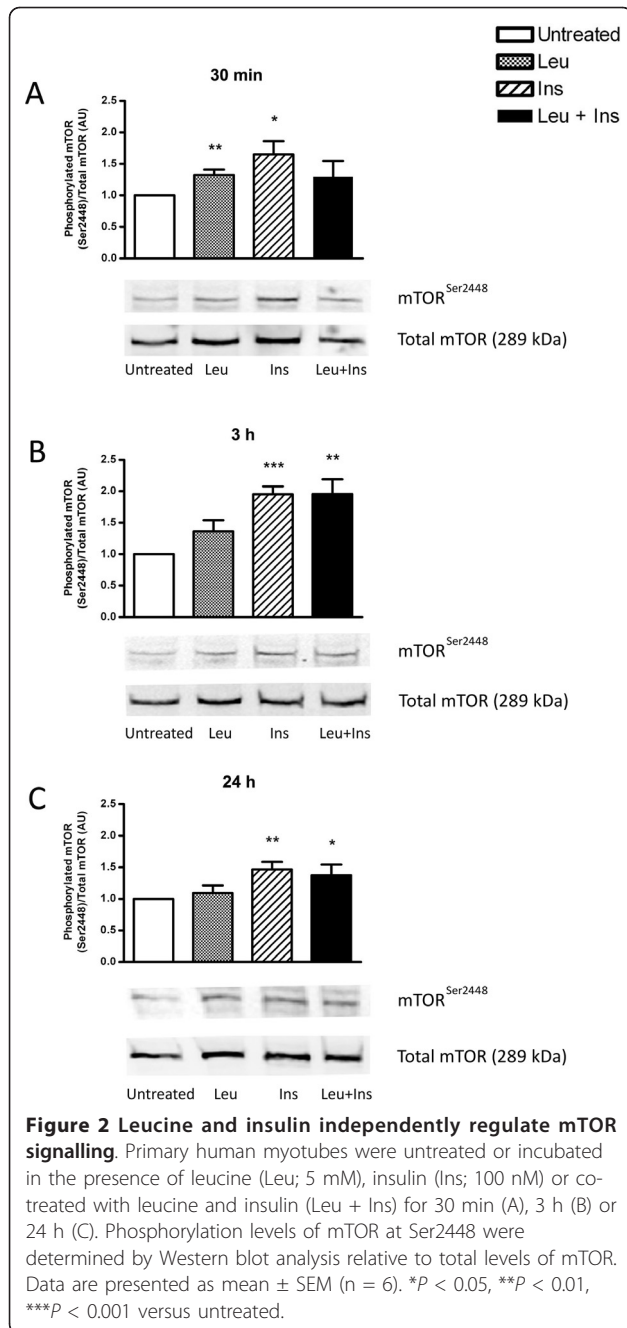 Untreated
Leu
Ins
Leu + Ins
A
30 min
Phosphorylated mTOR
(Ser2448)/Total mTOR (AU)
2.5
2.0
1.5
1.0
0.5
0.0
**
*
mTOR^Ser2448
Total mTOR (289 kDa)
Untreated Leu Ins Leu+Ins
B
3 h
Phosphorylated mTOR
(Ser2448)/Total mTOR (AU)
2.5
2.0
1.5
1.0
0.5
0.0
***
**
mTOR^Ser2448
Total mTOR (289 kDa)
Untreated Leu Ins Leu+Ins
C
24 h
Phosphorylated mTOR
(Ser2448)/Total mTOR (AU)
2.5
2.0
1.5
1.0
0.5
0.0
**
*
mTOR^Ser2448
Total mTOR (289 kDa)
Untreated Leu Ins Leu+Ins
Figure 2 Leucine and insulin independently regulate mTOR
signalling. Primary human myotubes were untreated or incubated
in the presence of leucine (Leu; 5 mM), insulin (Ins; 100 nM) or co-
treated with leucine and insulin (Leu + Ins) for 30 min (A), 3 h (B) or
24 h (C). Phosphorylation levels of mTOR at Ser2448 were
determined by Western blot analysis relative to total levels of mTOR.
Data are presented as mean ± SEM (n = 6). *P < 0.05, **P < 0.01,
***P < 0.001 versus untreated.